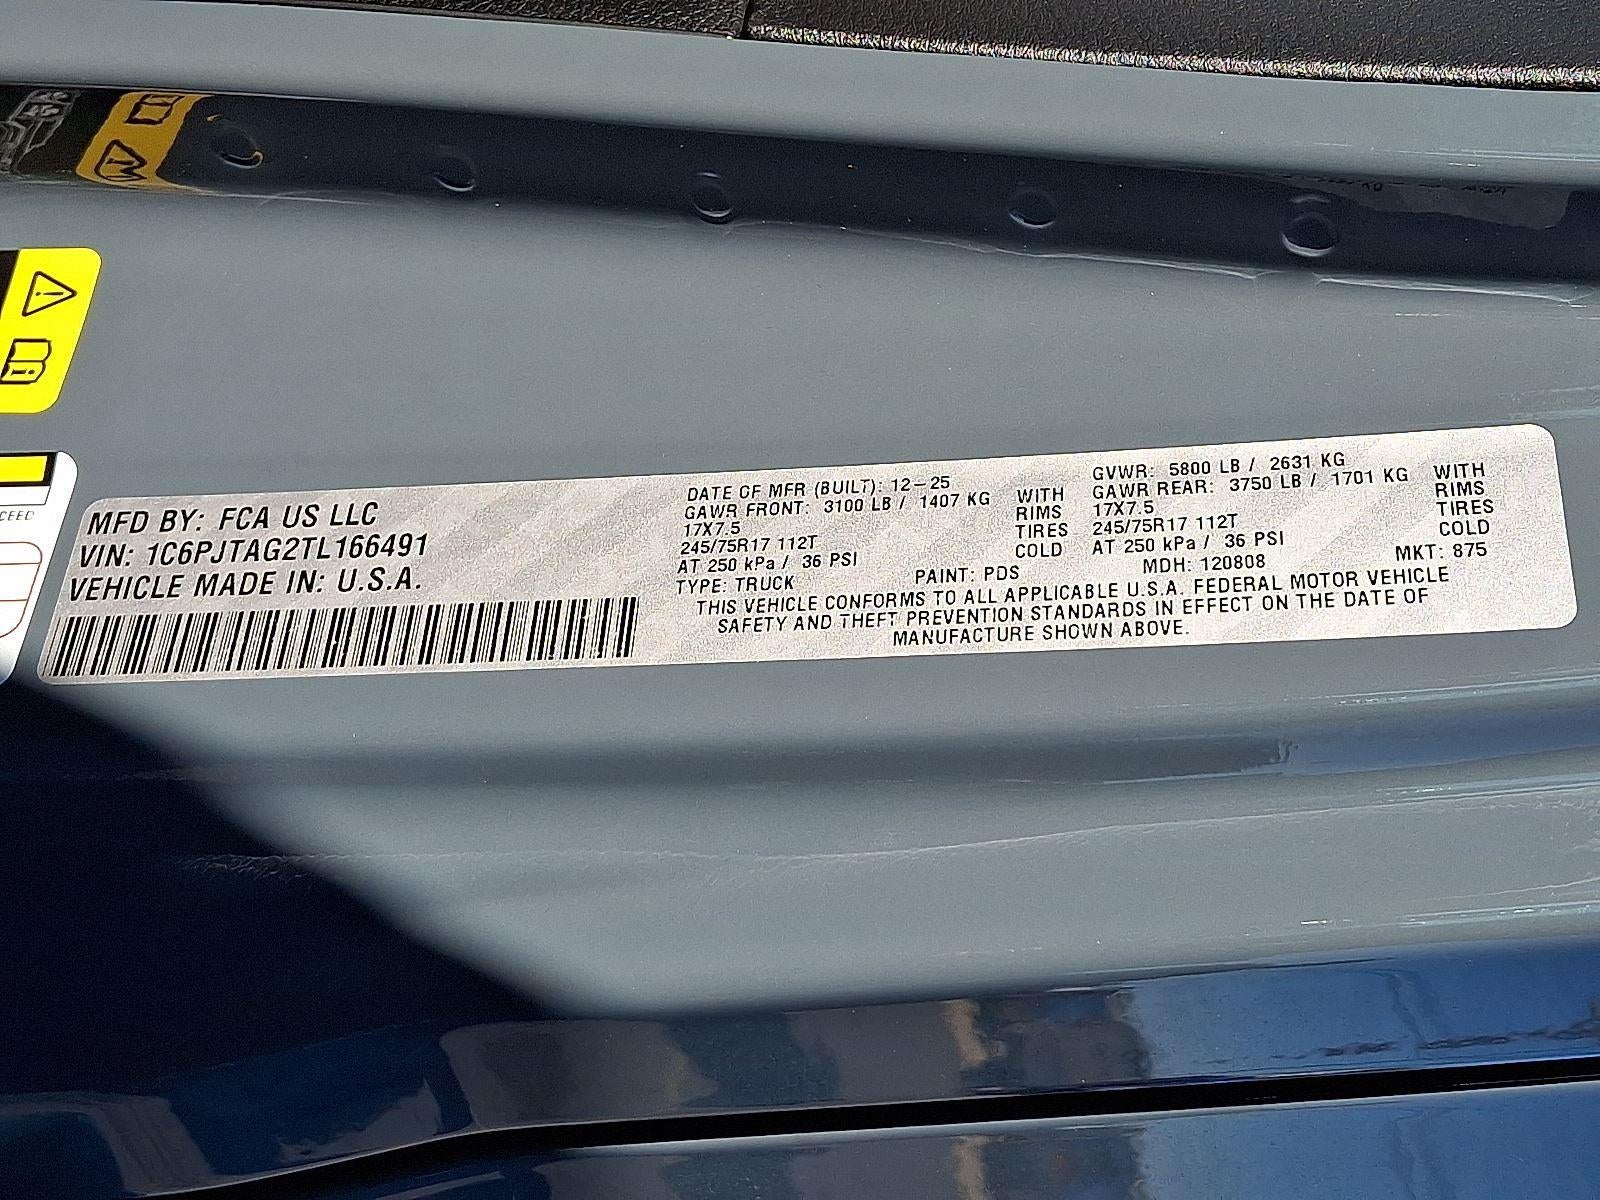 CEED
MFD BY: FCA US LLC
VIN: 1C6PJTAG2TL166491
VEHICLE MADE IN: U.S.A.
DATE OF MFR (BUILT): 12-25
GAWR FRONT: 3100 LB / 1407 KG WITH
17X7.5 RIMS
245/75R17 112T TIRES
AT 250 kPa / 36 PSI COLD
GVWR: 5800 LB / 2631 KG
GAWR REAR: 3750 LB / 1701 KG WITH
17X7.5 RIMS
245/75R17 112T TIRES
AT 250 kPa / 36 PSI COLD
TYPE: TRUCK PAINT: PDS MDH: 120808 MKT: 875
THIS VEHICLE CONFORMS TO ALL APPLICABLE U.S.A. FEDERAL MOTOR VEHICLE
SAFETY AND THEFT PREVENTION STANDARDS IN EFFECT ON THE DATE OF
MANUFACTURE SHOWN ABOVE.